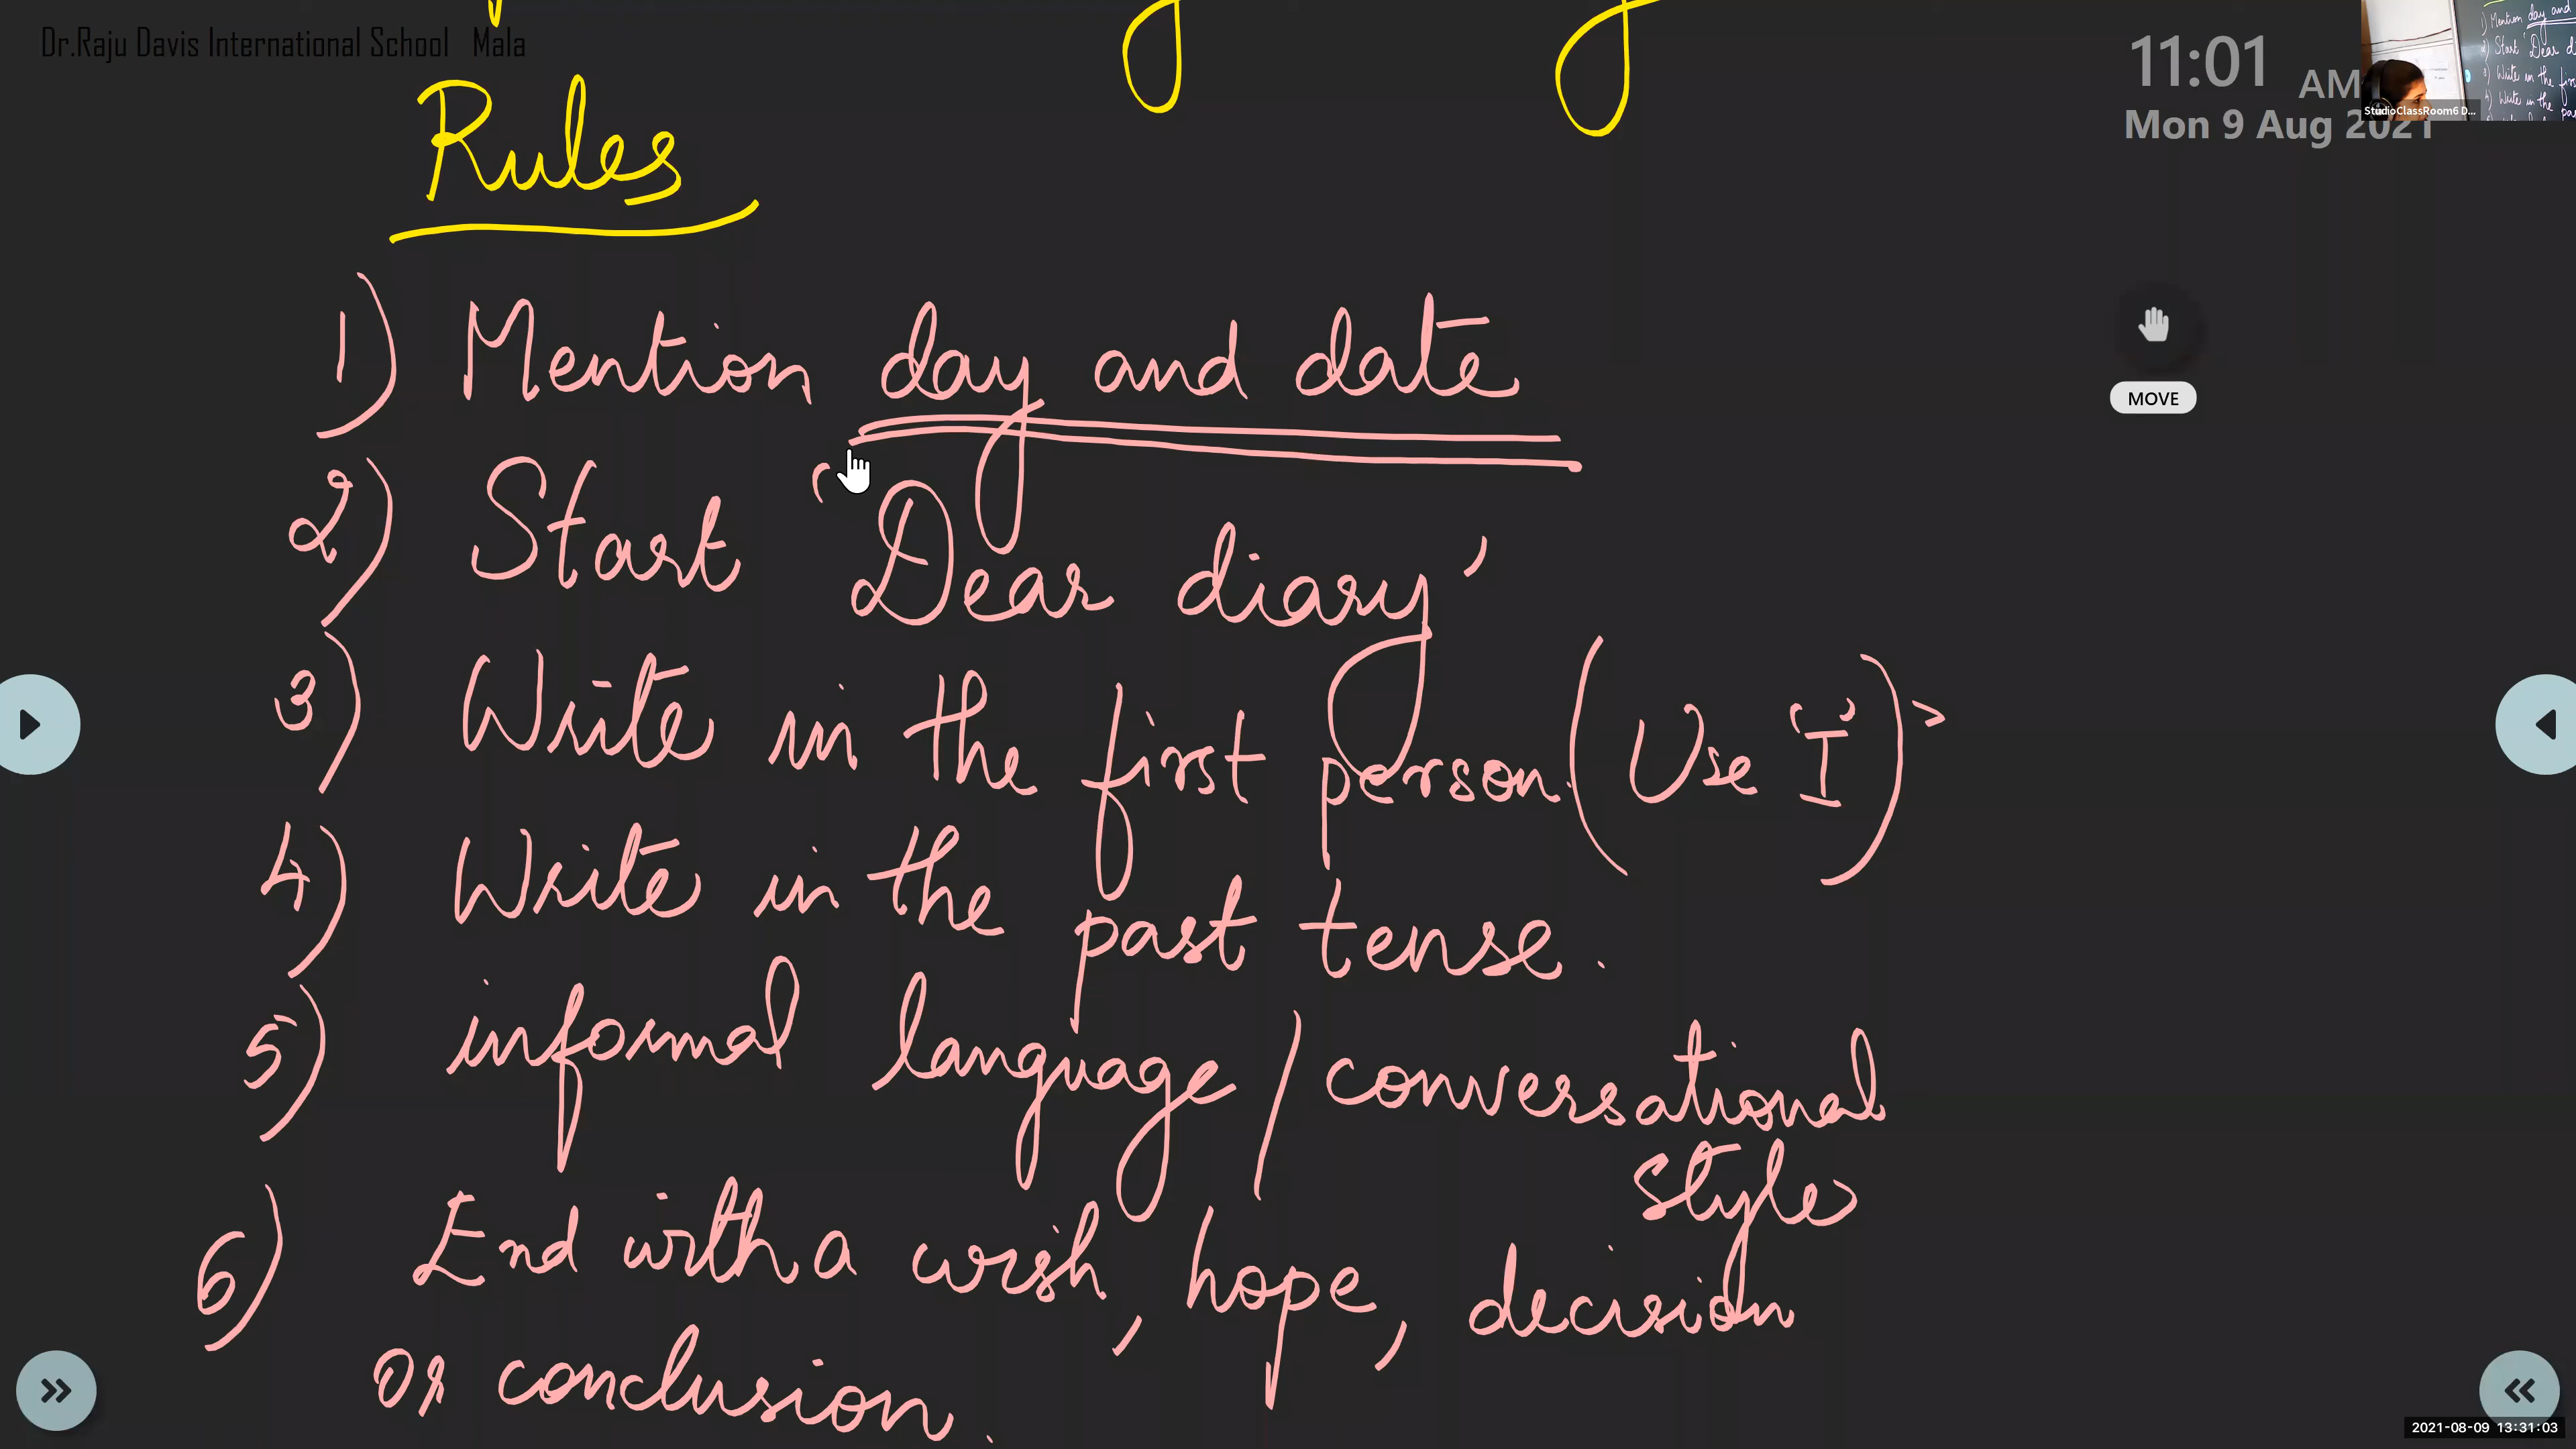 Dr.Raju Davis International School Mala
11:01 AM
Mon 9 Aug 2021
StudioClassRoom6 D...
Rules
1) Mention day and date
2) Start 'Dear diary'
3) Write in the first person. (Use 'I')
4) Write in the past tense.
5) informal language / conversational
style
6) End with a wish, hope, decision
or conclusion.
MOVE
2021-08-09 13:31:03